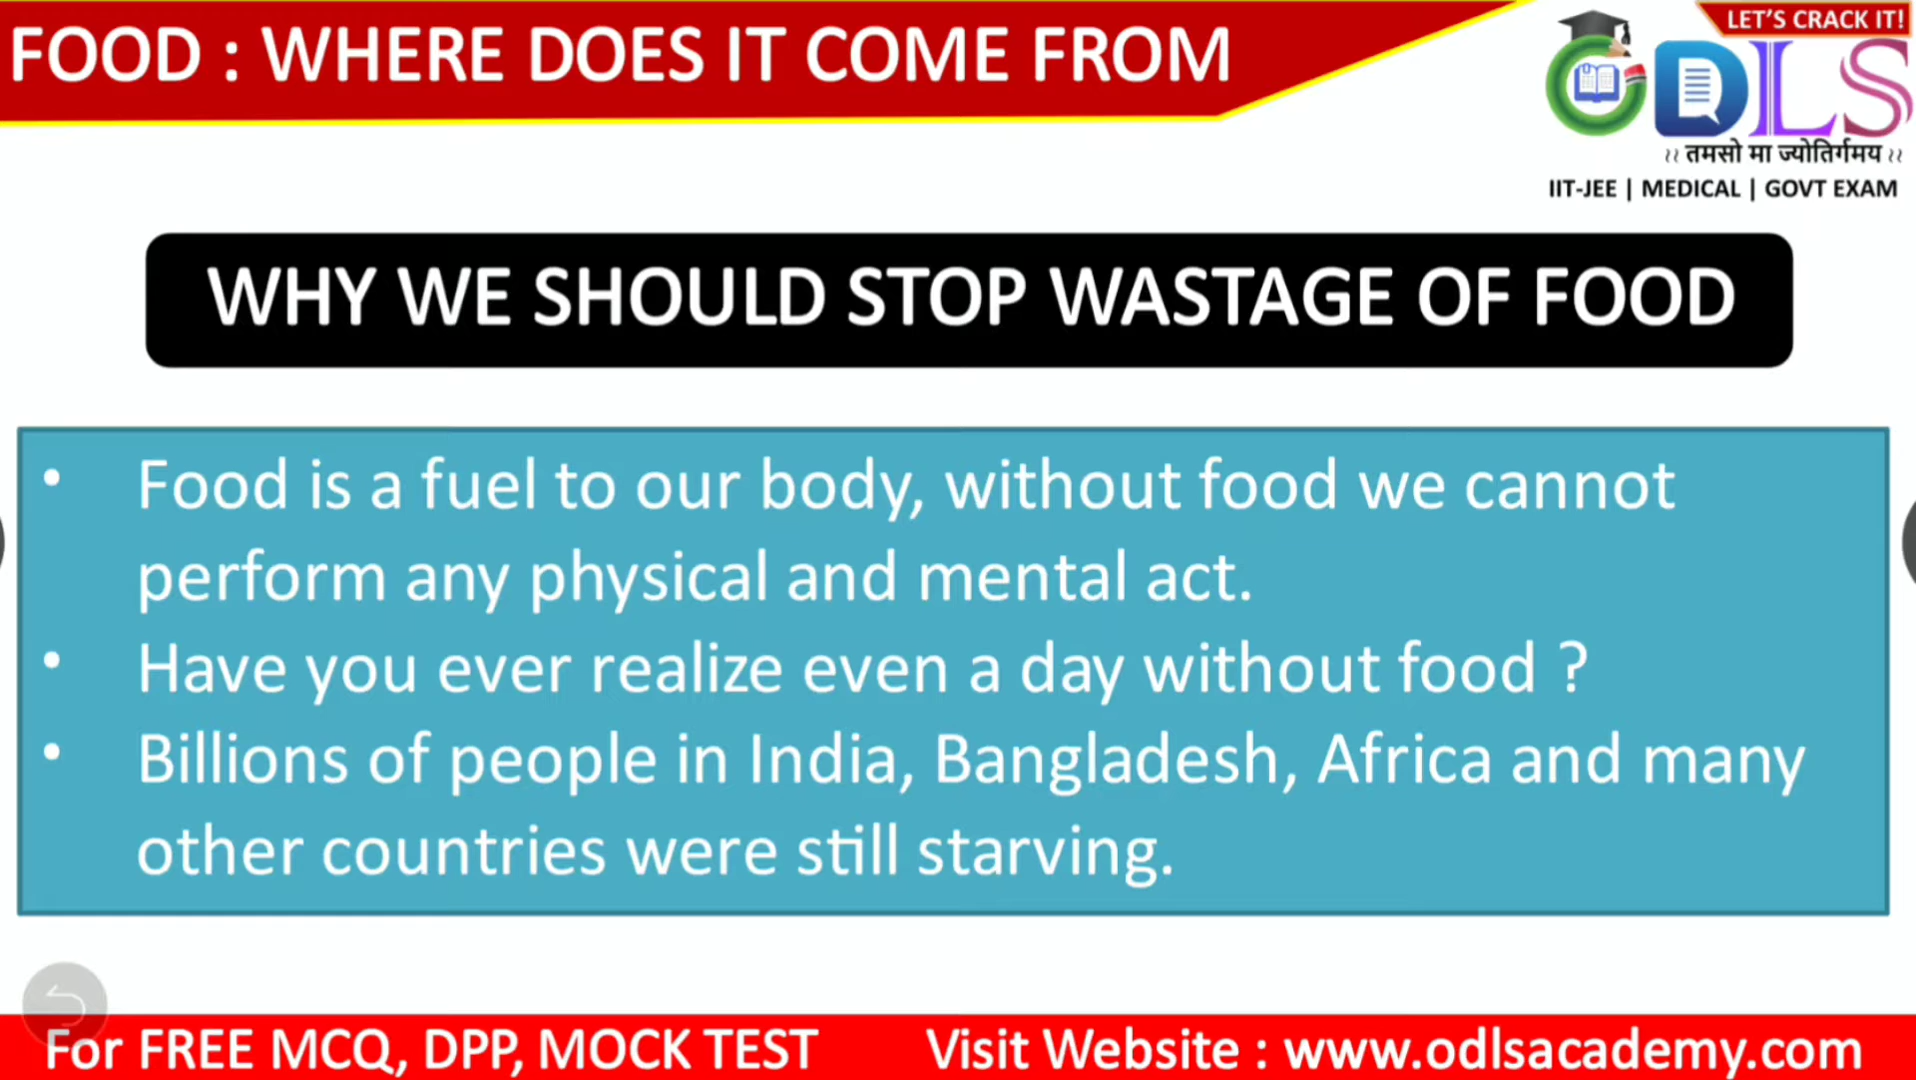 FOOD : WHERE DOES IT COME FROM
LET'S CRACK IT!
ODLS
~~ तमसो मा ज्योतिर्गमय ~~
IIT-JEE | MEDICAL | GOVT EXAM
WHY WE SHOULD STOP WASTAGE OF FOOD
• Food is a fuel to our body, without food we cannot
perform any physical and mental act.
• Have you ever realize even a day without food ?
• Billions of people in India, Bangladesh, Africa and many
other countries were still starving.
For FREE MCQ, DPP, MOCK TEST Visit Website : www.odlsacademy.com